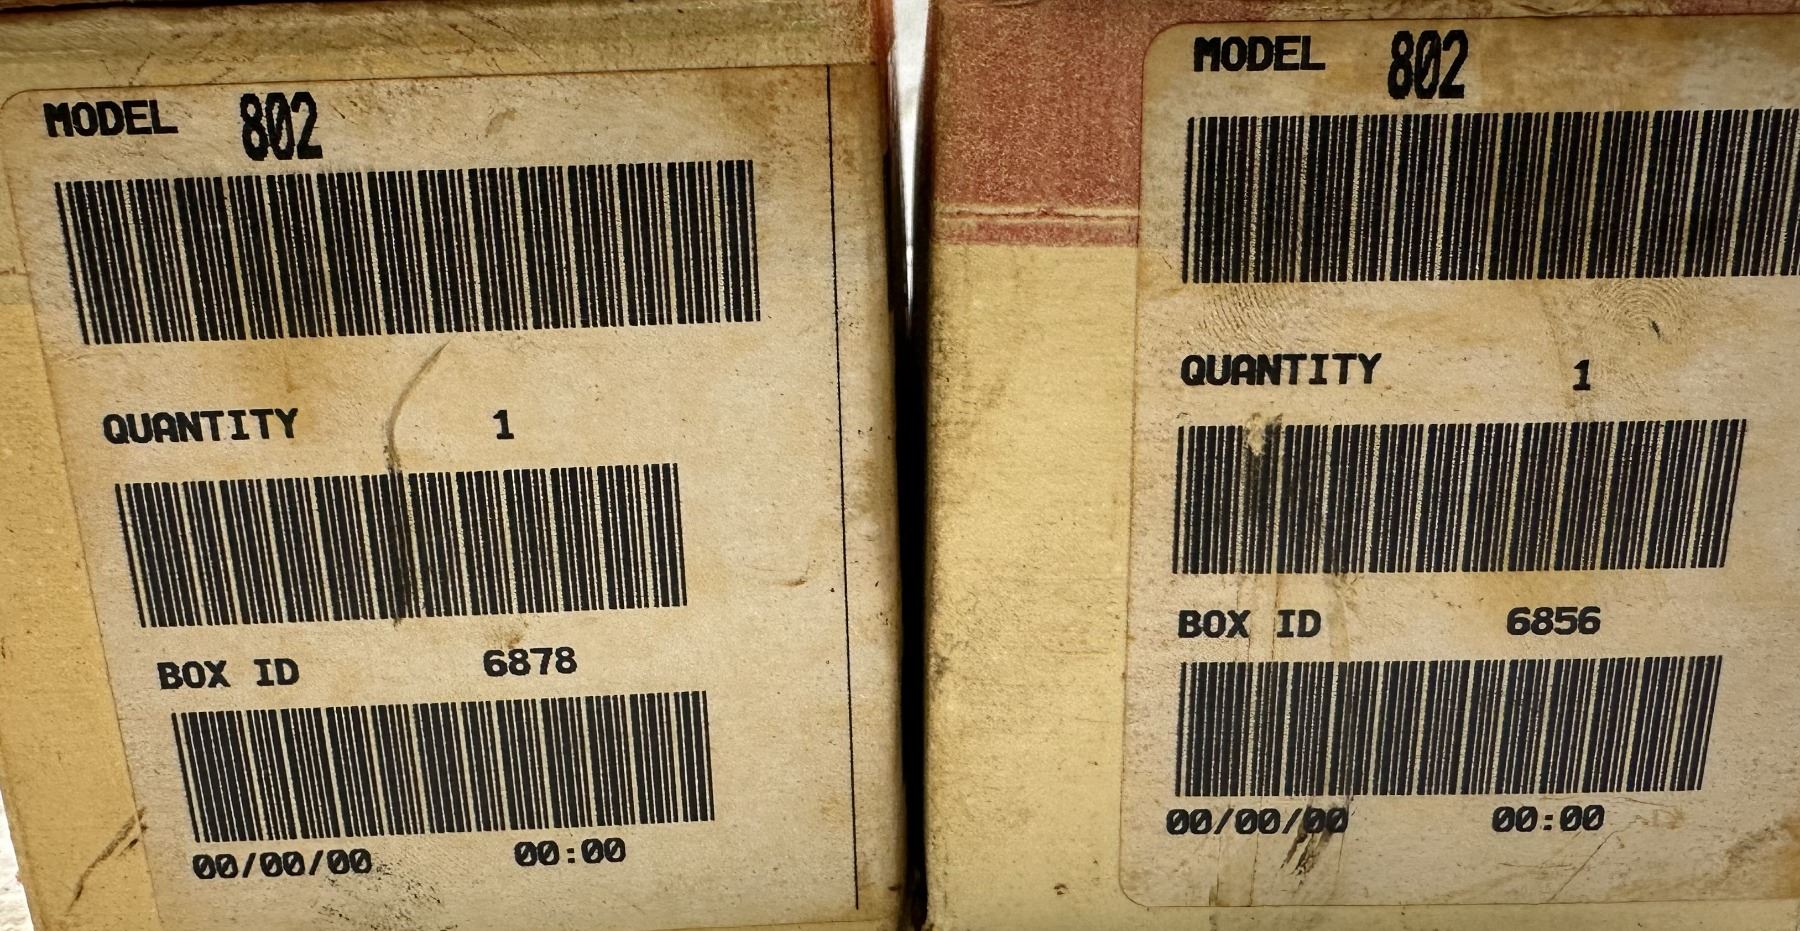 MODEL 802
QUANTITY 1
BOX ID 6878
00/00/00 00:00
MODEL 802
QUANTITY 1
BOX ID 6856
00/00/00 00:00